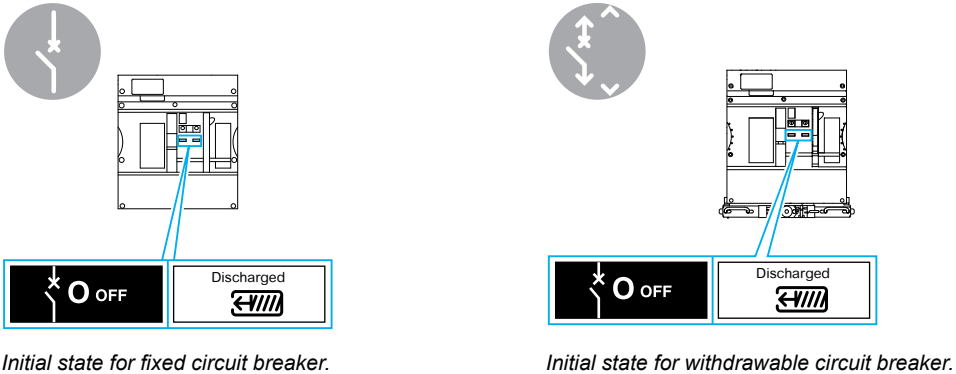 O OFF
Discharged
O OFF
Discharged
Initial state for fixed circuit breaker.
Initial state for withdrawable circuit breaker.